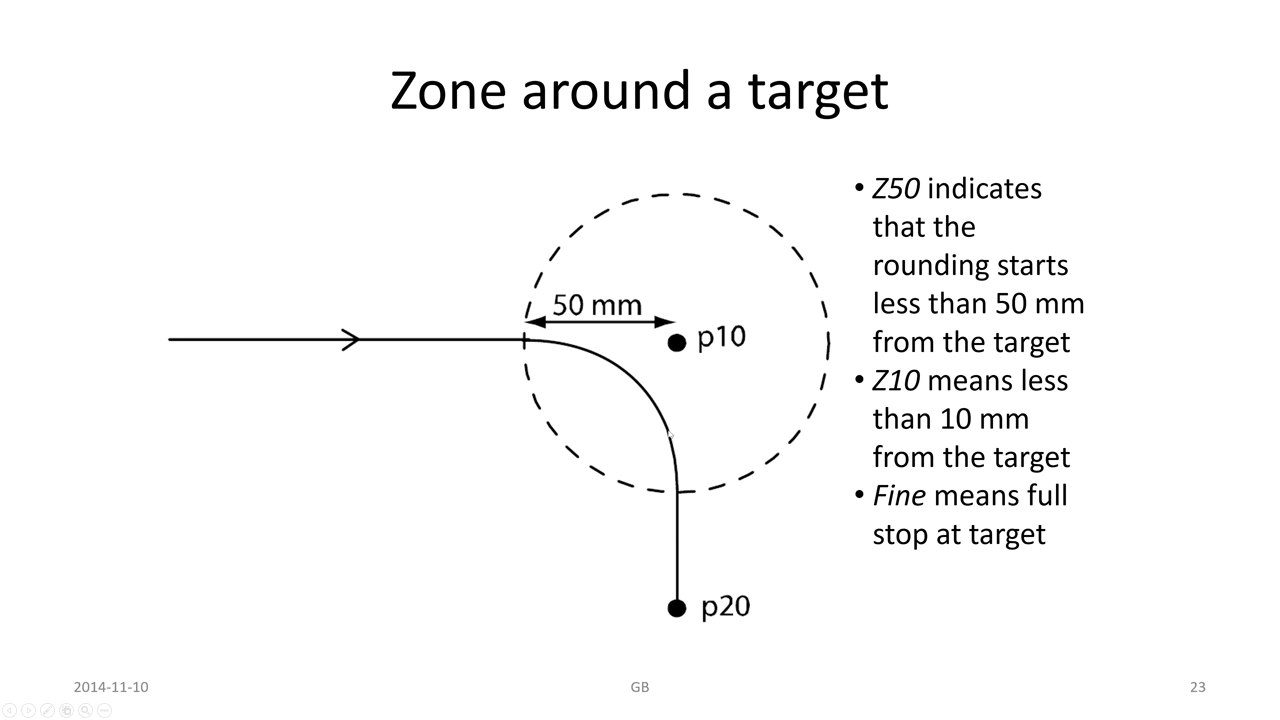 Zone around a target
50 mm
p10
p20
• Z50 indicates
that the
rounding starts
less than 50 mm
from the target
• Z10 means less
than 10 mm
from the target
• Fine means full
stop at target
2014-11-10
GB
23